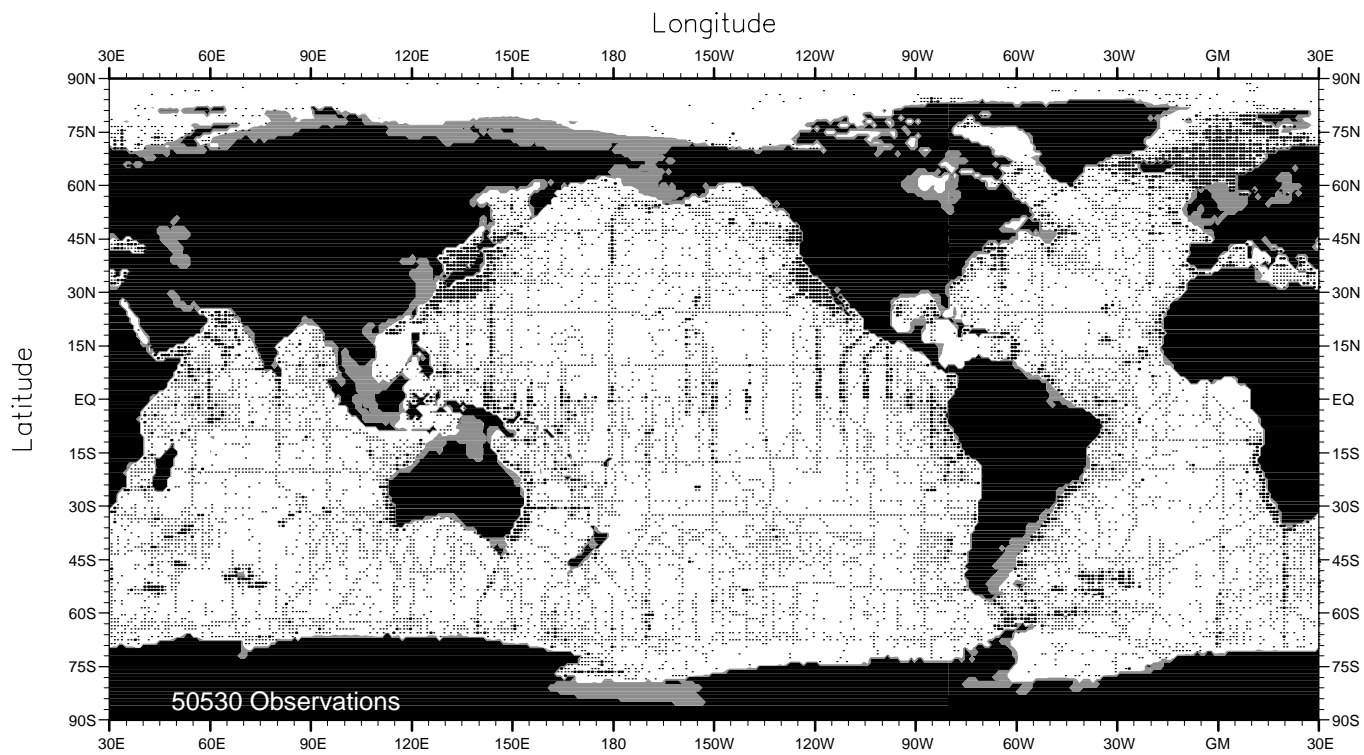 Longitude
30E 60E 90E 120E 150E 180 150W 120W 90W 60W 30W GM 30E
90N 90N
75N 75N
60N 60N
45N 45N
30N 30N
15N 15N
Latitude
EQ EQ
15S 15S
30S 30S
45S 45S
60S 60S
75S 75S
50530 Observations
90S 90S
30E 60E 90E 120E 150E 180 150W 120W 90W 60W 30W GM 30E